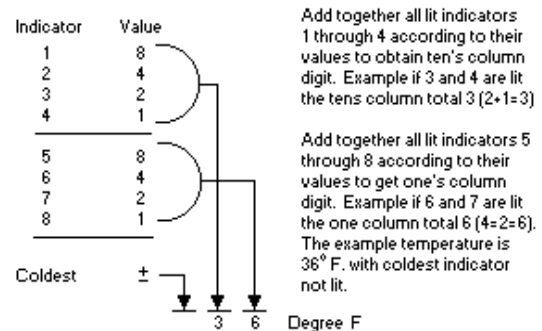 Indicator Value
1 8
2 4
3 2
4 1
5 8
6 4
7 2
8 1
Coldest ±
3 6 Degree F
Add together all lit indicators
1 through 4 according to their
values to obtain ten's column
digit. Example if 3 and 4 are lit
the tens column total 3 (2+1=3)
Add together all lit indicators 5
through 8 according to their
values to get one's column
digit. Example if 6 and 7 are lit
the one column total 6 (4=2=6).
The example temperature is
36° F. with coldest indicator
not lit.